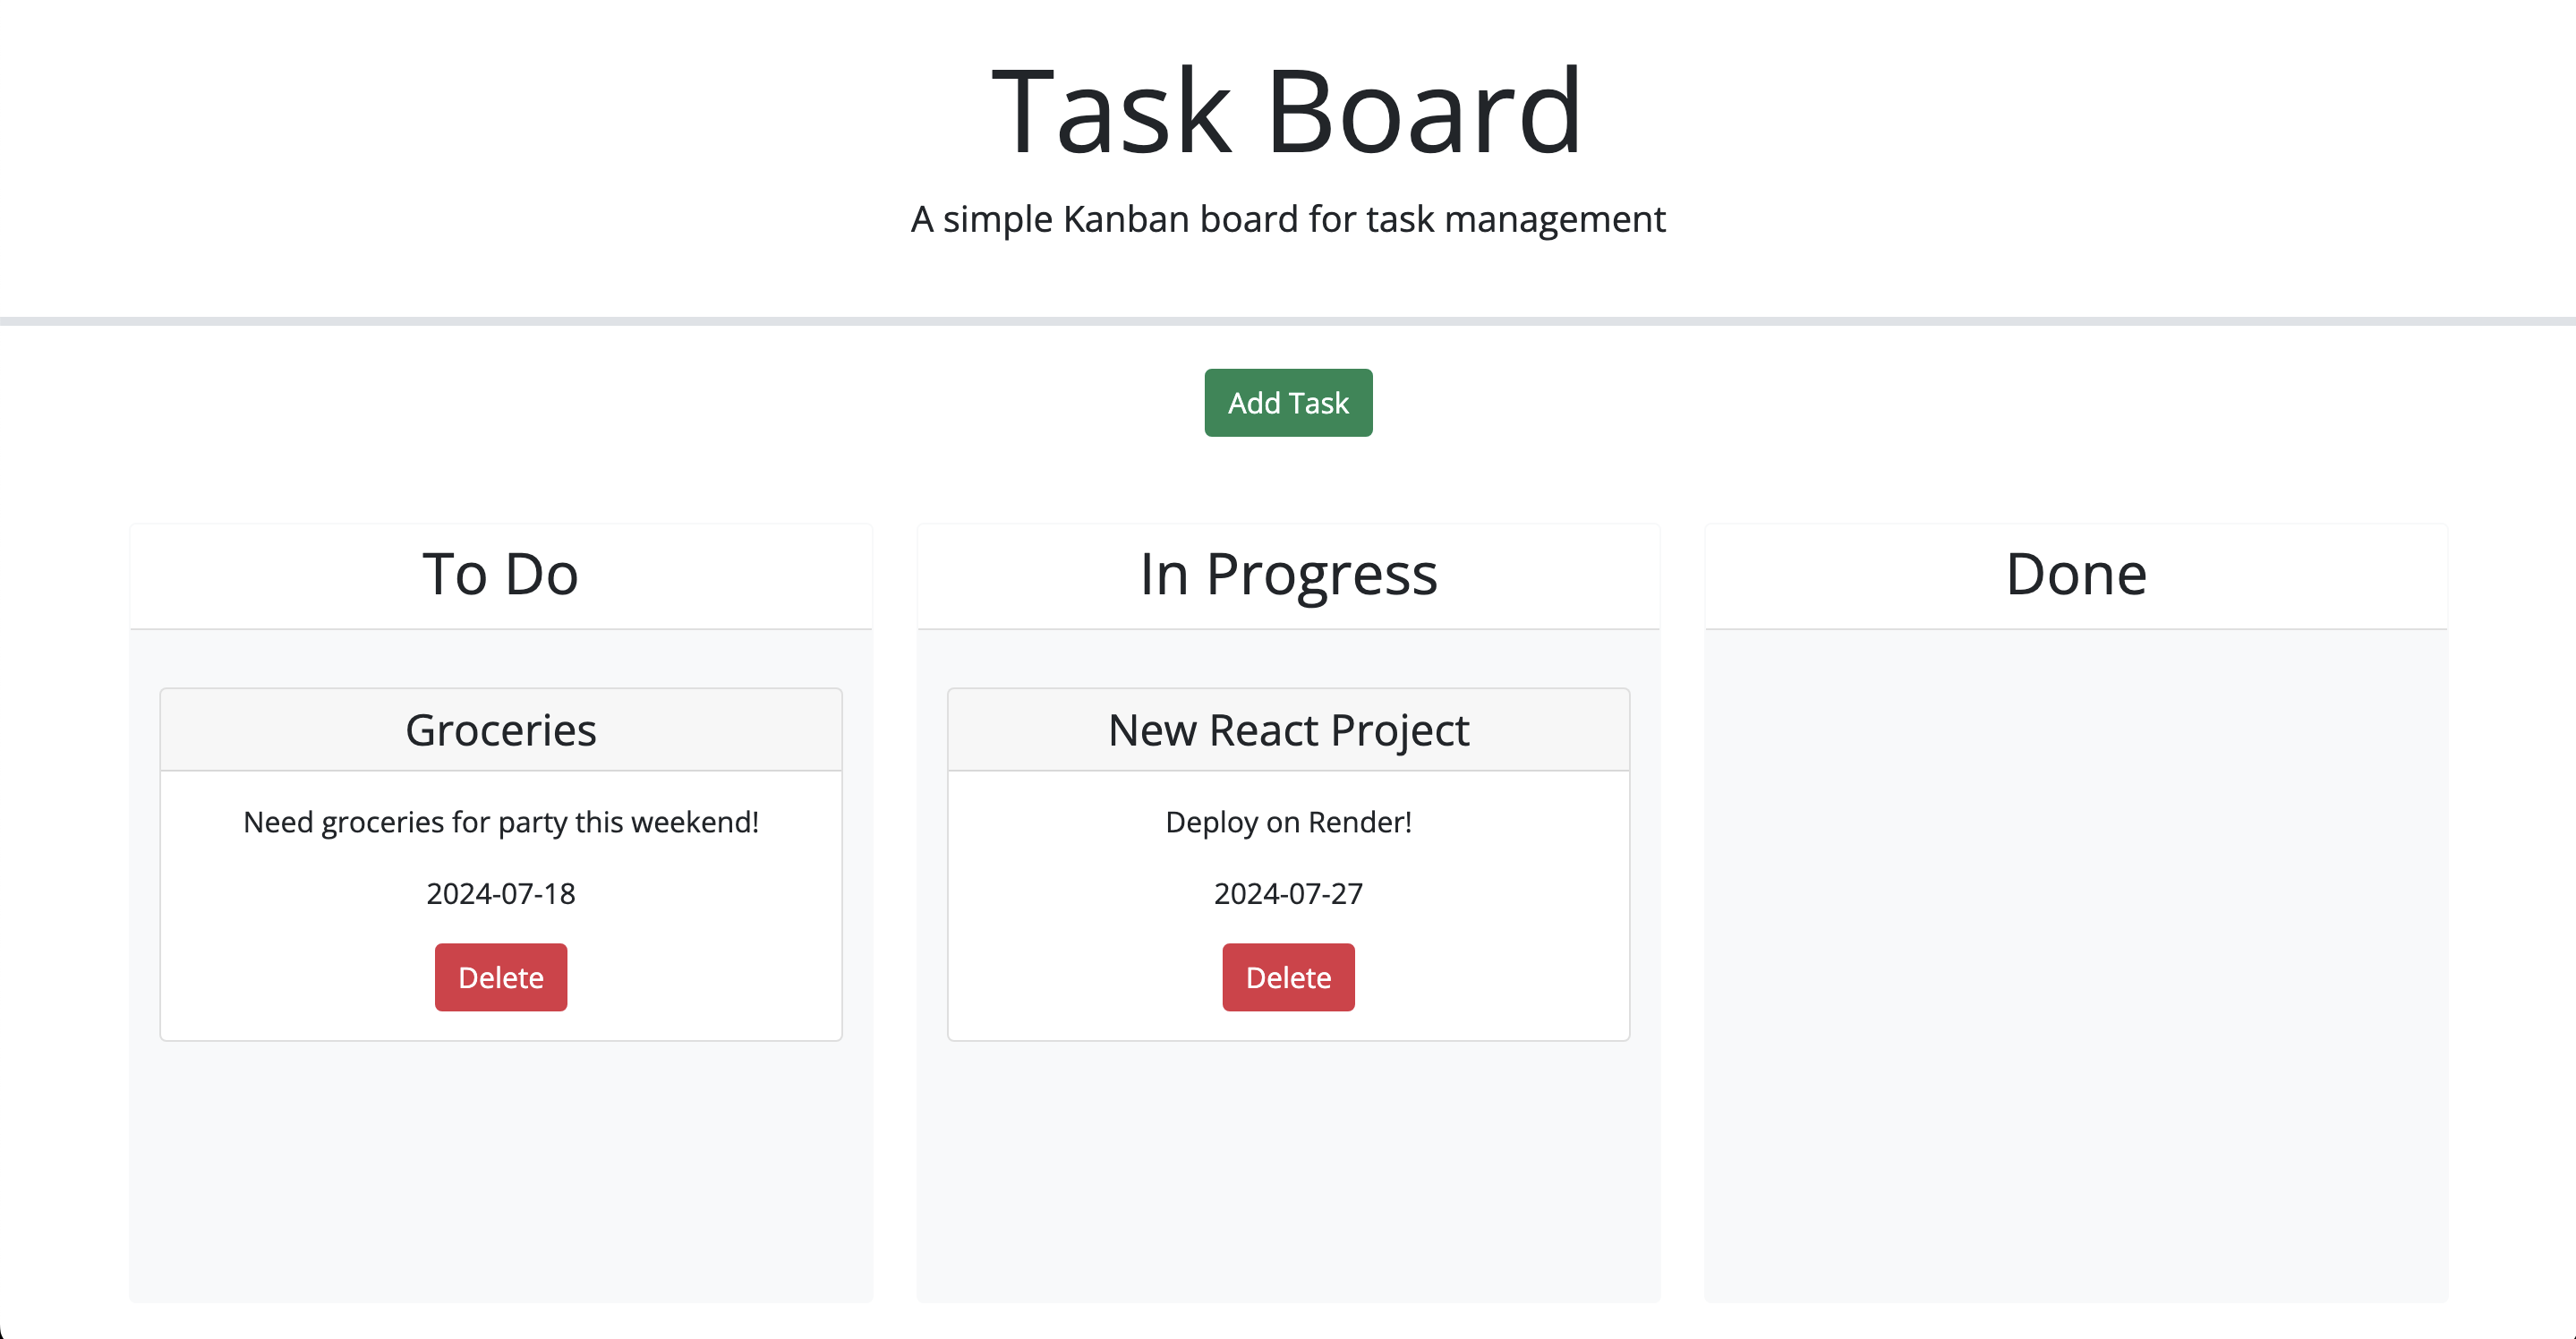 Task Board
A simple Kanban board for task management
Add Task
To Do
Groceries
Need groceries for party this weekend!
2024-07-18
Delete
In Progress
New React Project
Deploy on Render!
2024-07-27
Delete
Done